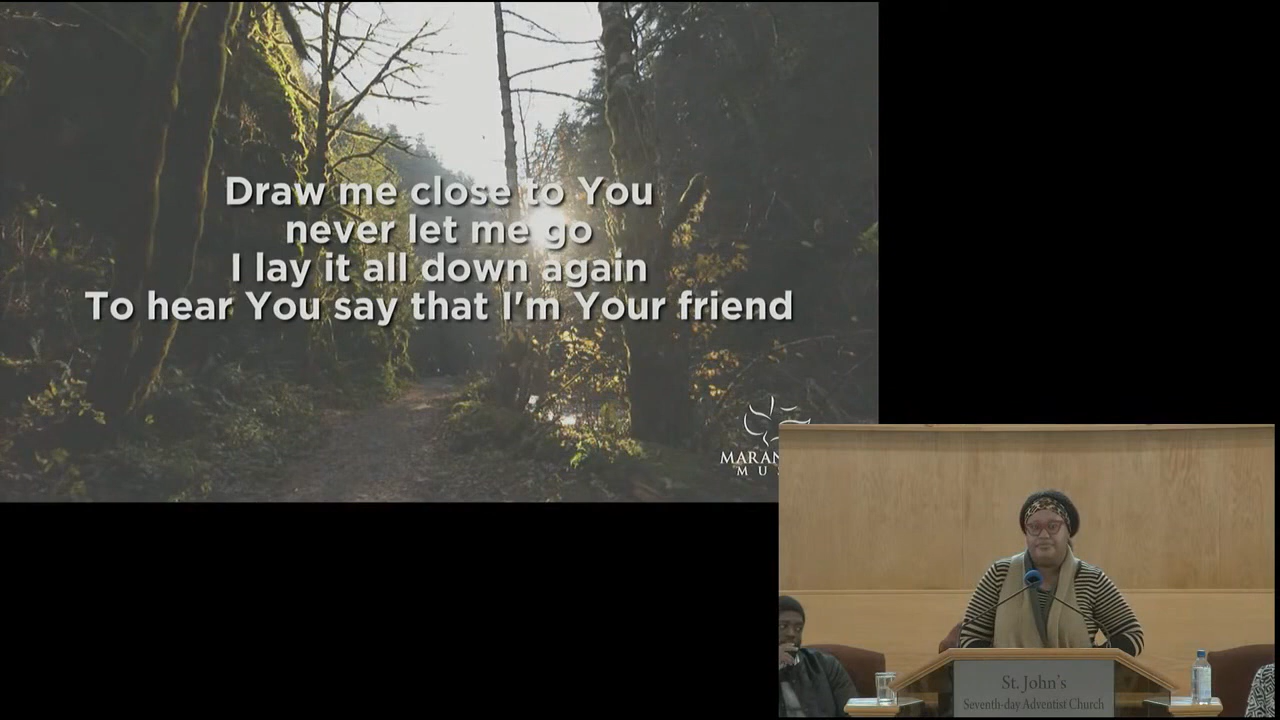 Draw me close to You
never let me go
I lay it all down again
To hear You say that I'm Your friend
St. John's
Seventh-day Adventist Church